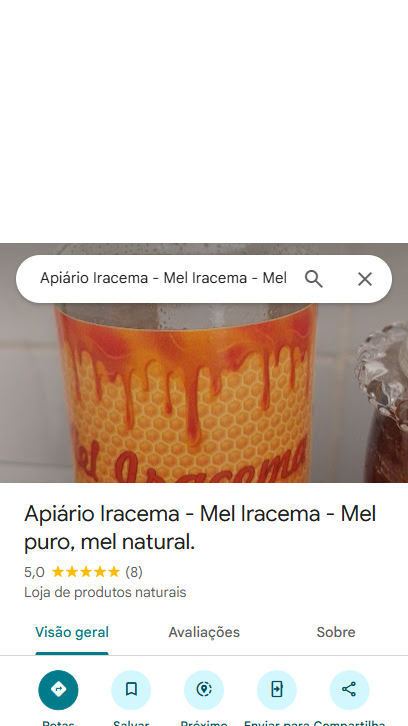 Apiário Iracema - Mel Iracema - Mel
Mel Iracema
Apiário Iracema - Mel Iracema - Mel
puro, mel natural.
5,0 ★★★★★ (8)
Loja de produtos naturais
Visão geral Avaliações Sobre
Rotas Salvar Próximo Enviar para Compartilha